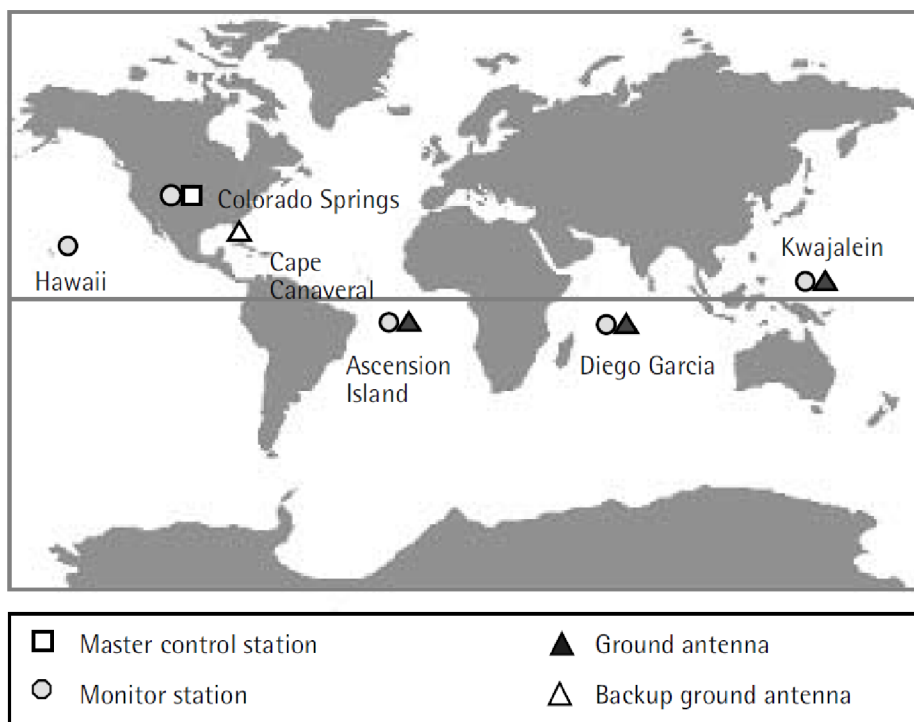 Colorado Springs
Kwajalein
Hawaii
Cape
Canaveral
Ascension
Island
Diego Garcia
Master control station
Ground antenna
Monitor station
Backup ground antenna